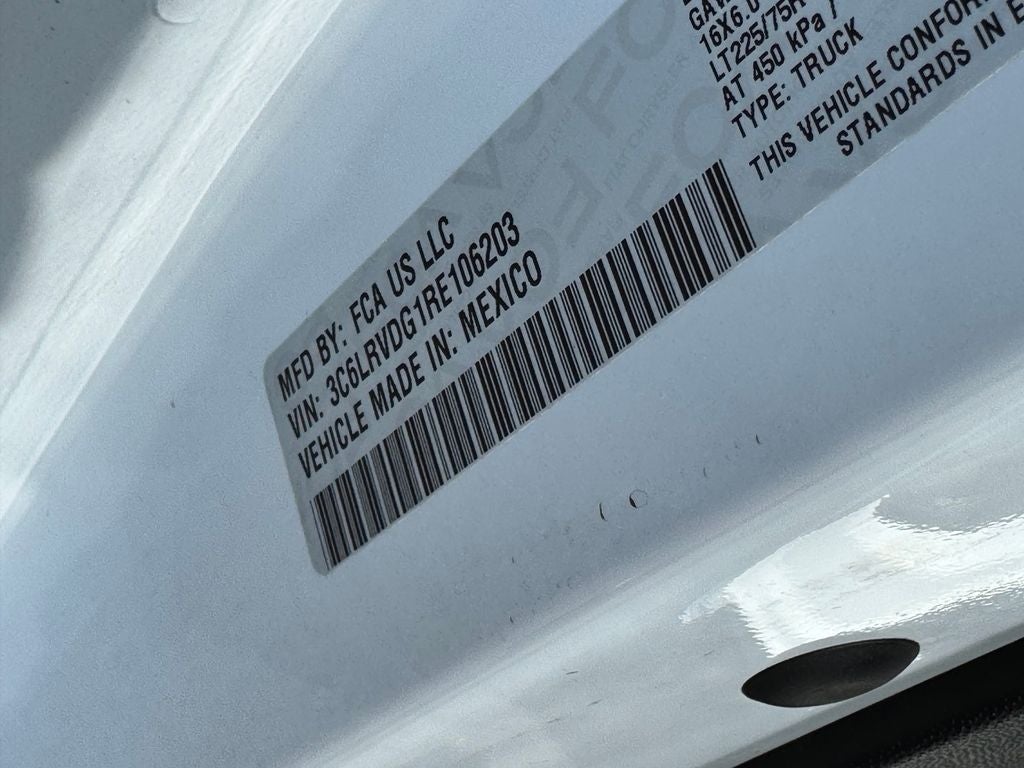 MFD BY: FCA US LLC
VIN: 3C6LRVDG1RE106203
VEHICLE MADE IN: MEXICO
16X6.0
LT225/75R
AT 450 kPa /
TYPE: TRUCK
THIS VEHICLE CONFOR
STANDARDS IN E